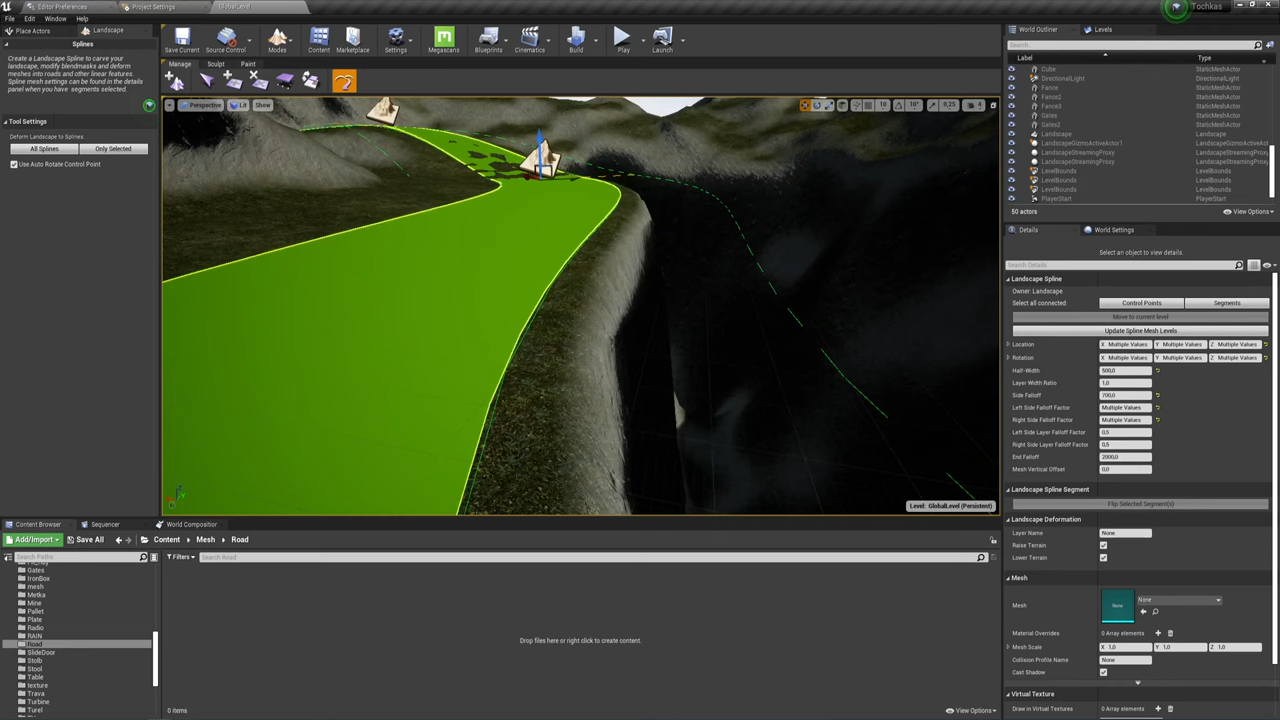 Editor Preferences
Project Settings
GlobalLevel
Tochkas
File Edit Window Help
Place Actors
Landscape
Splines
Create a Landscape Spline to carve your
landscape, modify blendmasks and deform
meshes into roads and other linear features.
Spline mesh settings can be found in the details
panel when you have segments selected.
Tool Settings
Deform Landscape to Splines:
All Splines
Only Selected
Use Auto Rotate Control Point
Save Current
Source Control
Modes
Content
Marketplace
Settings
Megascans
Blueprints
Cinematics
Build
Play
Launch
Manage
Sculpt
Paint
Perspective
Lit
Show
10
10°
0,25
4
Level: GlobalLevel (Persistent)
World Outliner
Levels
Search...
Label
Type
Cube StaticMeshActor
DirectionalLight DirectionalLight
Fance StaticMeshActor
Fance2 StaticMeshActor
Fance3 StaticMeshActor
Gates StaticMeshActor
Gates2 StaticMeshActor
Landscape Landscape
LandscapeGizmoActiveActor1 LandscapeGizmoActiveAc
LandscapeStreamingProxy LandscapeStreamingProxy
LandscapeStreamingProxy LandscapeStreamingProxy
LevelBounds LevelBounds
LevelBounds LevelBounds
LevelBounds LevelBounds
PlayerStart PlayerStart
50 actors
View Options
Details
World Settings
Select an object to view details.
Search Details
Landscape Spline
Owner: Landscape
Select all connected: Control Points Segments
Move to current level
Update Spline Mesh Levels
Location X Multiple Values Y Multiple Values Z Multiple Values
Rotation X Multiple Values Y Multiple Values Z Multiple Values
Half-Width 500,0
Layer Width Ratio 1,0
Side Falloff 700,0
Left Side Falloff Factor Multiple Values
Right Side Falloff Factor Multiple Values
Left Side Layer Falloff Factor 0,5
Right Side Layer Falloff Factor 0,5
End Falloff 2000,0
Mesh Vertical Offset 0,0
Landscape Spline Segment
Flip Selected Segment(s)
Landscape Deformation
Layer Name None
Raise Terrain
Lower Terrain
Mesh
Mesh None None
Material Overrides 0 Array elements
Mesh Scale X 1,0 Y 1,0 Z 1,0
Collision Profile Name None
Cast Shadow
Virtual Texture
Draw in Virtual Textures 0 Array elements
Content Browser
Sequencer
World Compositior
Add/Import
Save All
Content
Mesh
Road
Search Paths
Filters
Search Road
Gates
IronBox
mesh
Metka
Mine
Pallet
Plate
Radio
RAIN
Road
SlideDoor
Stolb
Stool
Table
texture
Trava
Turbine
Turel
Drop files here or right click to create content.
0 items
View Options